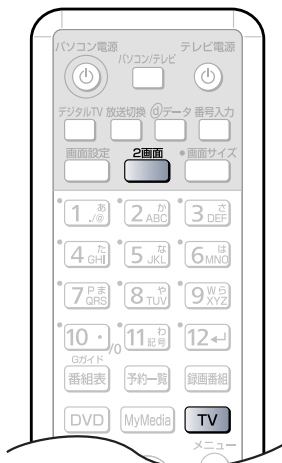 パソコン電源 テレビ電源
パソコン/テレビ
デジタルTV 放送切換 @データ 番号入力
画面設定 2画面 •画面サイズ
1 あ ./@ 2 か ABC 3 さ DEF
4 た GHI 5 な JKL 6 は MNO
7 Pま QRS 8 や TUV 9 Wら XYZ
10 • /0 11 わ 記号 12 ↵
Gガイド
番組表 予約一覧 録画番組
DVD MyMedia TV
メニュー